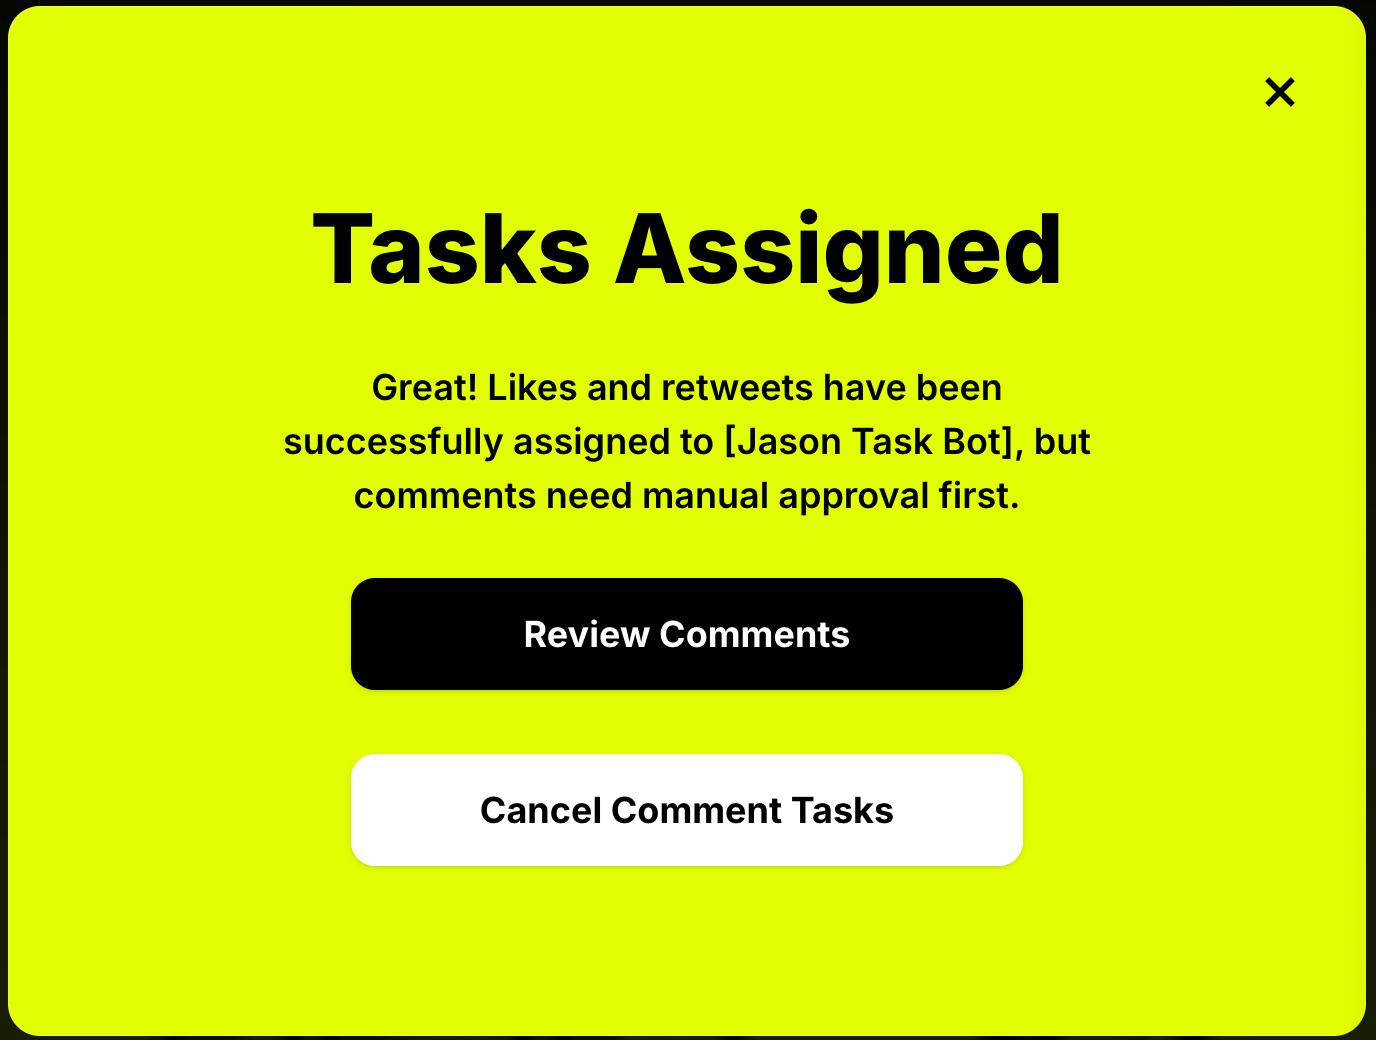 Tasks Assigned
Great! Likes and retweets have been
successfully assigned to [Jason Task Bot], but
comments need manual approval first.
Review Comments
Cancel Comment Tasks